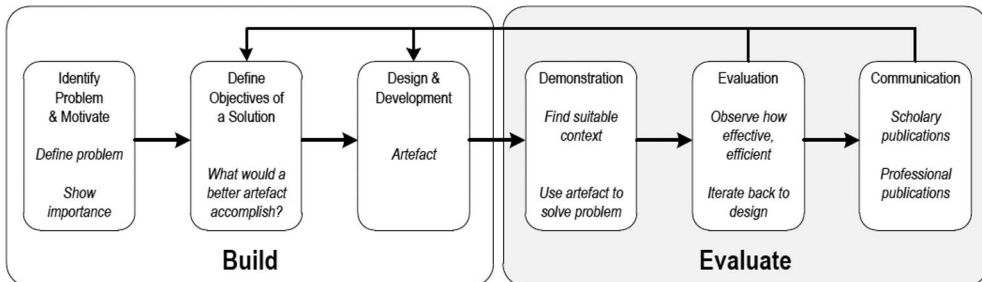 Identify
Problem
& Motivate
Define problem
Show
importance
Define
Objectives of
a Solution
What would a
better artefact
accomplish?
Design &
Development
Artefact
Build
Demonstration
Find suitable
context
Use artefact to
solve problem
Evaluation
Observe how
effective,
efficient
Iterate back to
design
Communication
Scholary
publications
Professional
publications
Evaluate